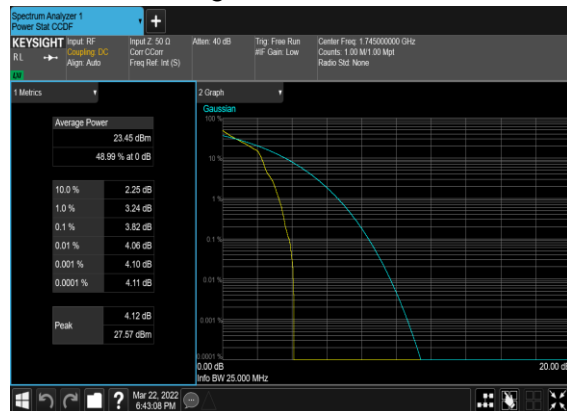 Spectrum Analyzer 1
Power Stat CCDF
KEYSIGHT
Input: RF
Input Z: 50 Ω
Atten: 40 dB
Trig: Free Run
Center Freq: 1.745000000 GHz
RL
Coupling: DC
Corr CCorr
#IF Gain: Low
Counts: 1.00 M/1.00 Mpt
Align: Auto
Freq Ref: Int (S)
Radio Std: None
1 Metrics
2 Graph
Gaussian
Average Power
23.45 dBm
48.99 % at 0 dB
10.0 % 2.25 dB
1.0 % 3.24 dB
0.1 % 3.82 dB
0.01 % 4.06 dB
0.001 % 4.10 dB
0.0001 % 4.11 dB
Peak
4.12 dB
27.57 dBm
100 %
10 %
1 %
0.1 %
0.01 %
0.001 %
0.0001 %
0.00 dB
20.00 dB
Info BW 25.000 MHz
?
Mar 22, 2022
6:43:08 PM